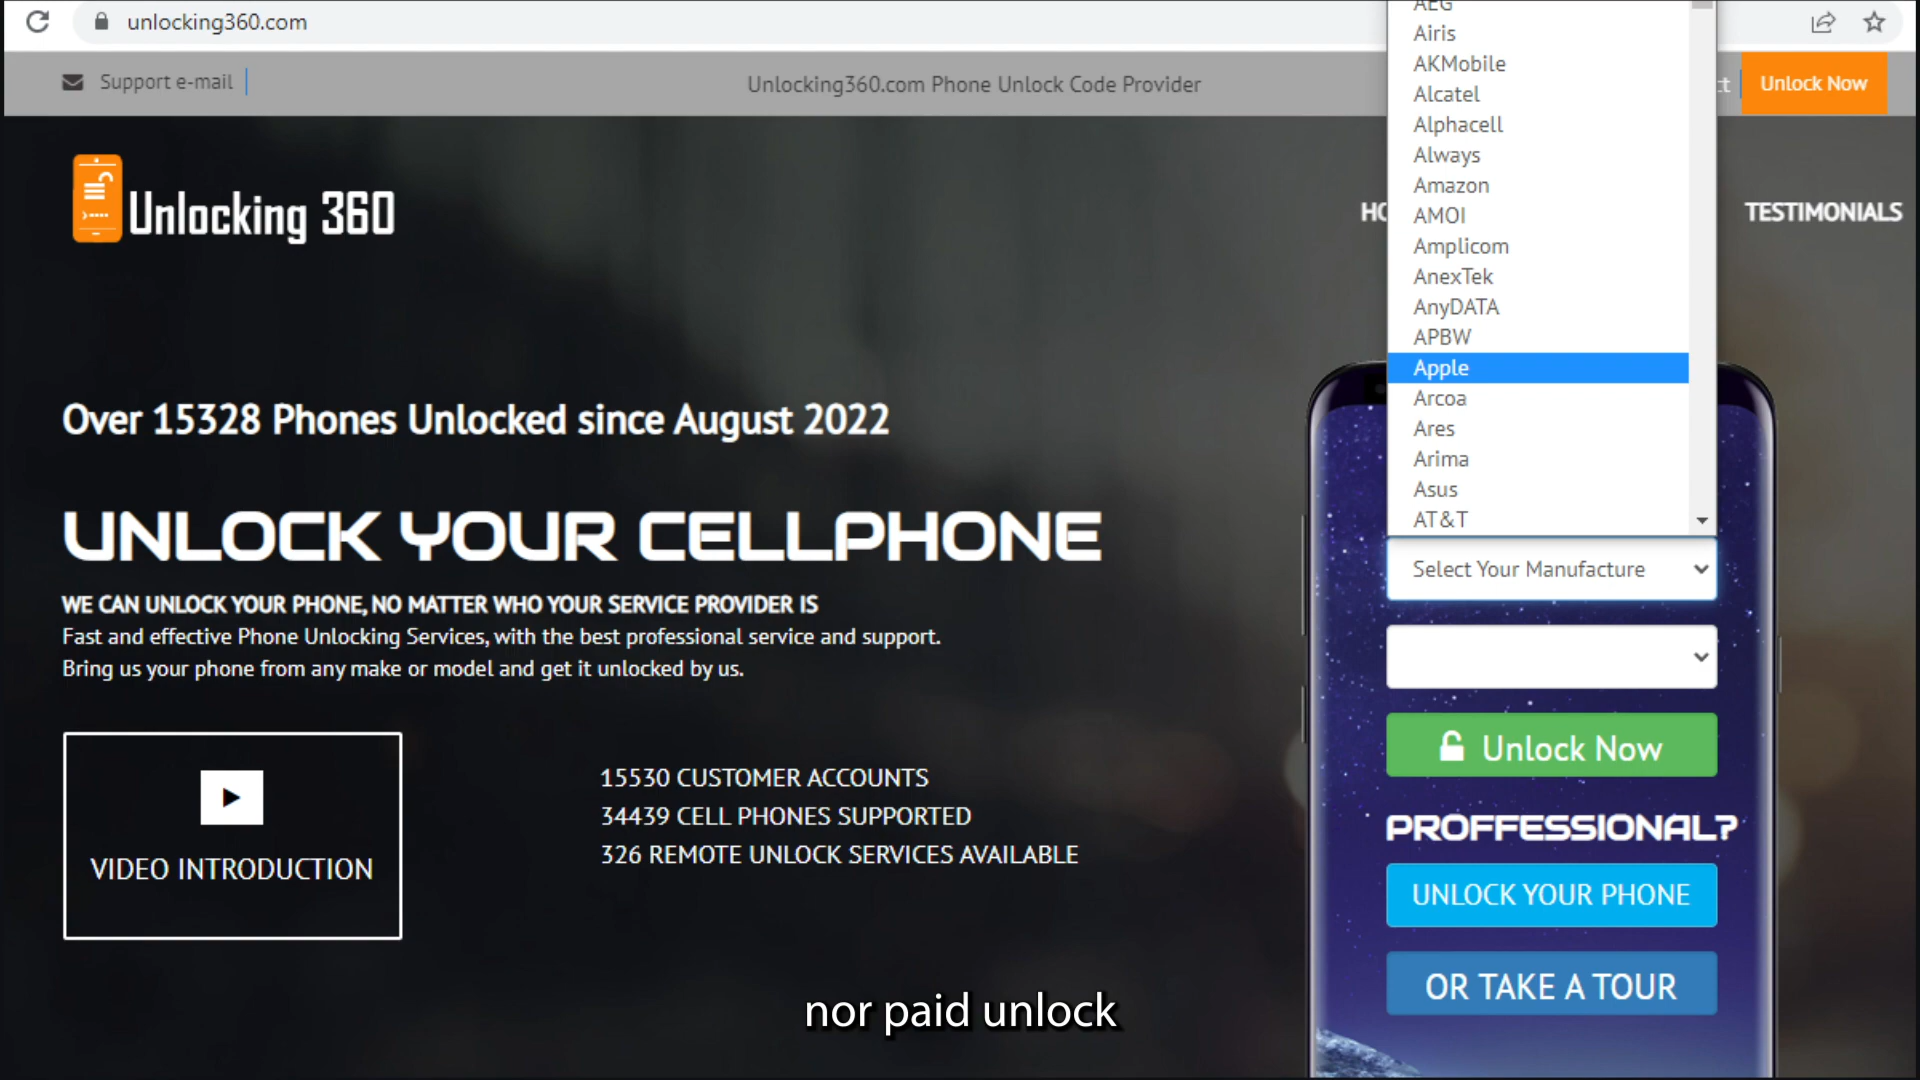 unlocking360.com
Support e-mail
Unlocking360.com Phone Unlock Code Provider
Unlock Now
Unlocking 360
TESTIMONIALS
AEG
Airis
AKMobile
Alcatel
Alphacell
Always
Amazon
AMOI
Amplicom
AnexTek
AnyDATA
APBW
Apple
Arcoa
Ares
Arima
Asus
AT&T
Select Your Manufacture
Over 15328 Phones Unlocked since August 2022
UNLOCK YOUR CELLPHONE
WE CAN UNLOCK YOUR PHONE, NO MATTER WHO YOUR SERVICE PROVIDER IS
Fast and effective Phone Unlocking Services, with the best professional service and support.
Bring us your phone from any make or model and get it unlocked by us.
VIDEO INTRODUCTION
15530 CUSTOMER ACCOUNTS
34439 CELL PHONES SUPPORTED
326 REMOTE UNLOCK SERVICES AVAILABLE
Unlock Now
PROFFESSIONAL?
UNLOCK YOUR PHONE
OR TAKE A TOUR
nor paid unlock